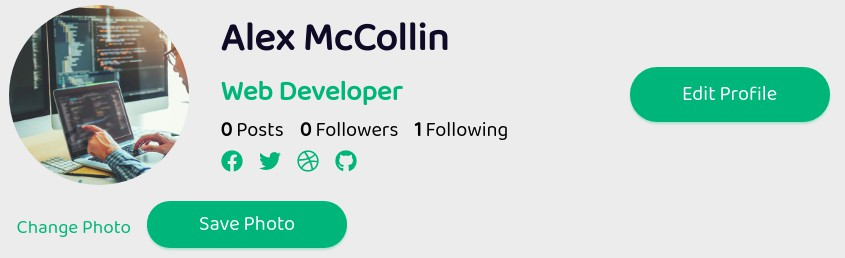 Alex McCollin
Web Developer
Edit Profile
0 Posts 0 Followers 1 Following
Change Photo
Save Photo